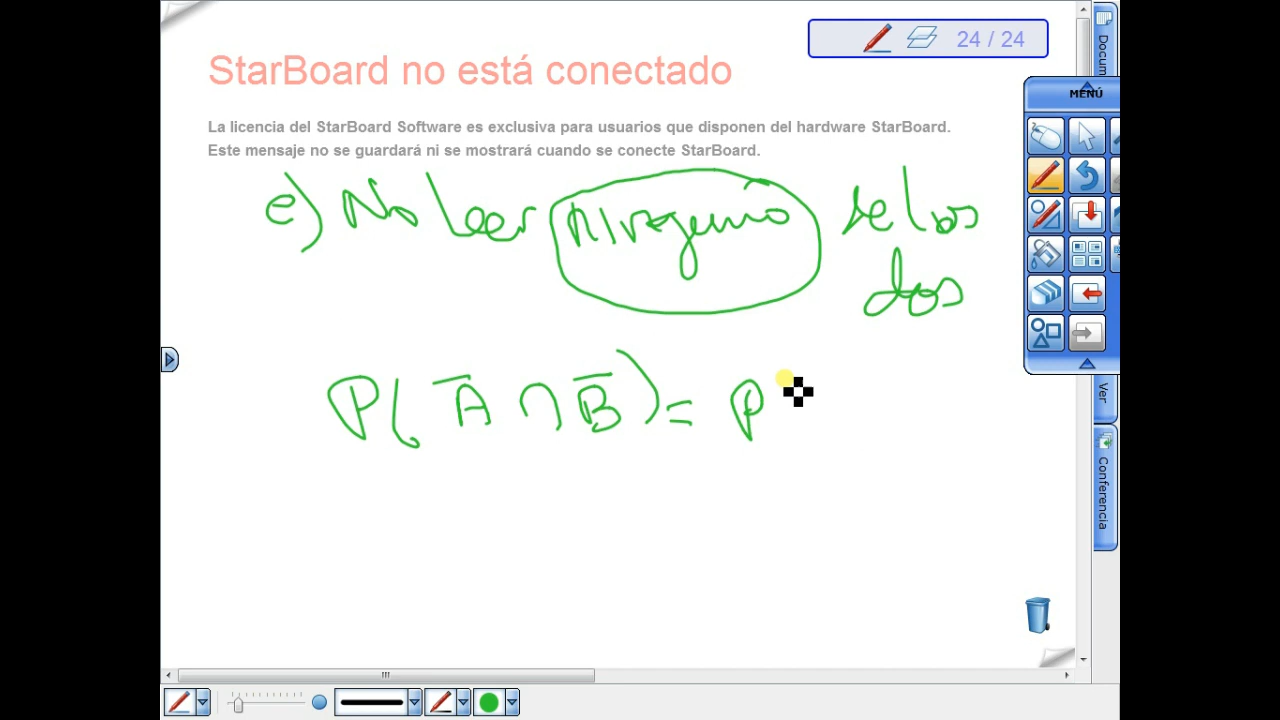 24 / 24
StarBoard no está conectado
La licencia del StarBoard Software es exclusiva para usuarios que disponen del hardware StarBoard.
Este mensaje no se guardará ni se mostrará cuando se conecte StarBoard.
e) No leer de los
dos
P( A̅ ∩ B̅ ) = P
MENÚ
Docum
Ver
Conferencia